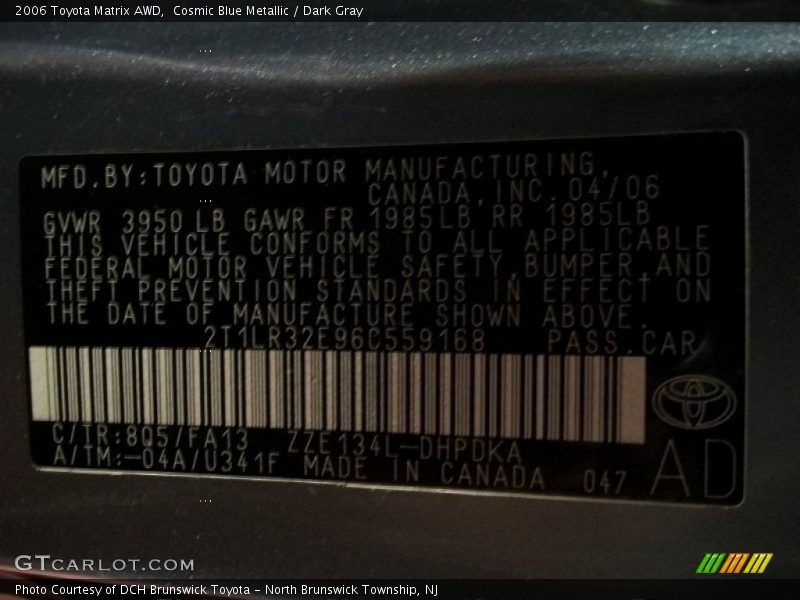 2006 Toyota Matrix AWD,  Cosmic Blue Metallic / Dark Gray
MFD.BY:TOYOTA MOTOR MANUFACTURING,
CANADA,INC.04/06
GVWR 3950 LB GAWR FR 1985LB RR 1985LB
THIS VEHICLE CONFORMS TO ALL APPLICABLE
FEDERAL MOTOR VEHICLE SAFETY,BUMPER,AND
THEFT PREVENTION STANDARDS IN EFFECT ON
THE DATE OF MANUFACTURE SHOWN ABOVE.
2T1LR32E96C559168 PASS.CAR
C/TR:8Q5/FA13 ZZE134L-DHPDKA
A/TM:-04A/U341F MADE IN CANADA 047 AD
GTCARLOT.COM
Photo Courtesy of DCH Brunswick Toyota - North Brunswick Township, NJ